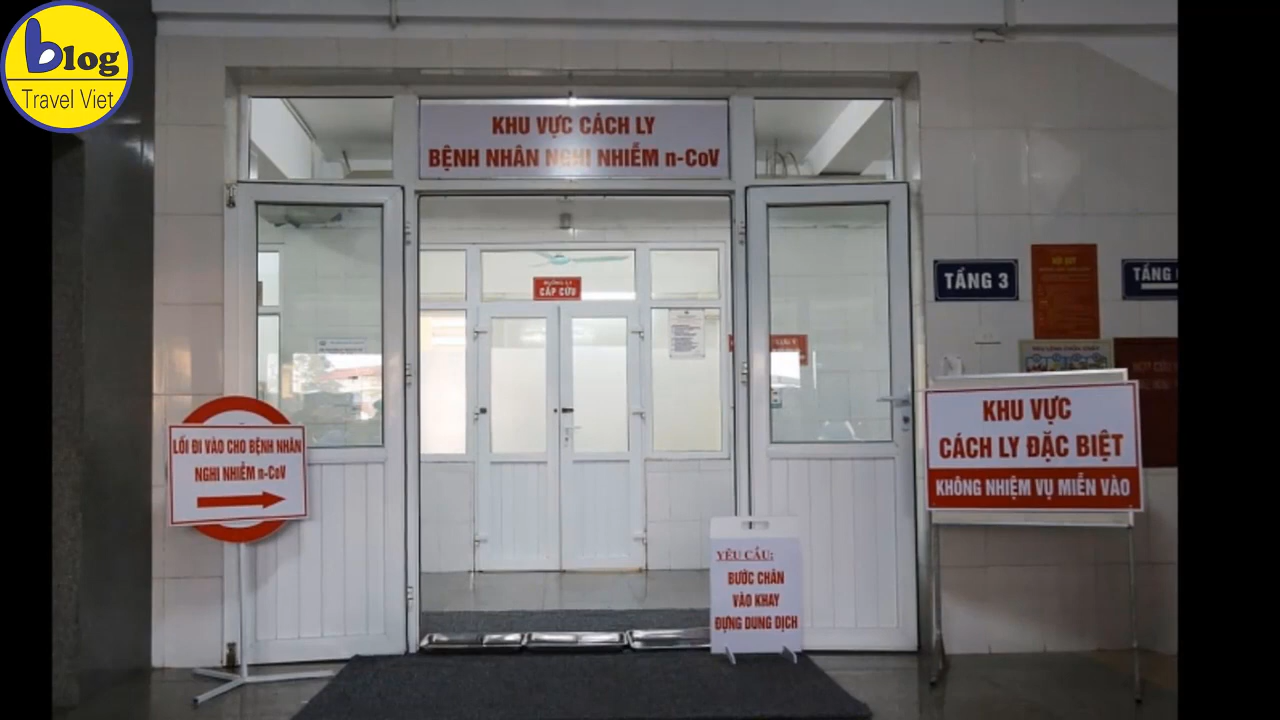 blog
Travel Viet
KHU VỰC CÁCH LY
BỆNH NHÂN NGHI NHIỄM n-CoV
CẤP CỨU
TẦNG 3
NỘI QUY
TẦNG
LỐI ĐI VÀO CHO BỆNH NHÂN
NGHI NHIỄM n-CoV
KHU VỰC
CÁCH LY ĐẶC BIỆT
KHÔNG NHIỆM VỤ MIỄN VÀO
YÊU CẦU:
BƯỚC CHÂN
VÀO KHAY
ĐỰNG DUNG DỊCH